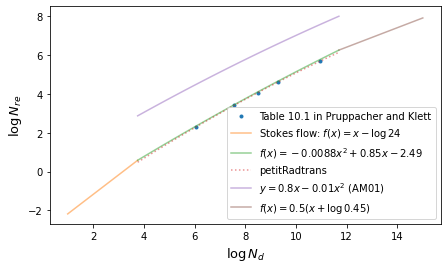 8
6
4
2
0
−2
log N_re
2
4
6
8
10
12
14
log N_d
Table 10.1 in Pruppacher and Klett
Stokes flow: f(x) = x − log 24
f(x) = −0.0088x² + 0.85x − 2.49
petitRadtrans
y = 0.8x − 0.01x² (AM01)
f(x) = 0.5(x + log 0.45)